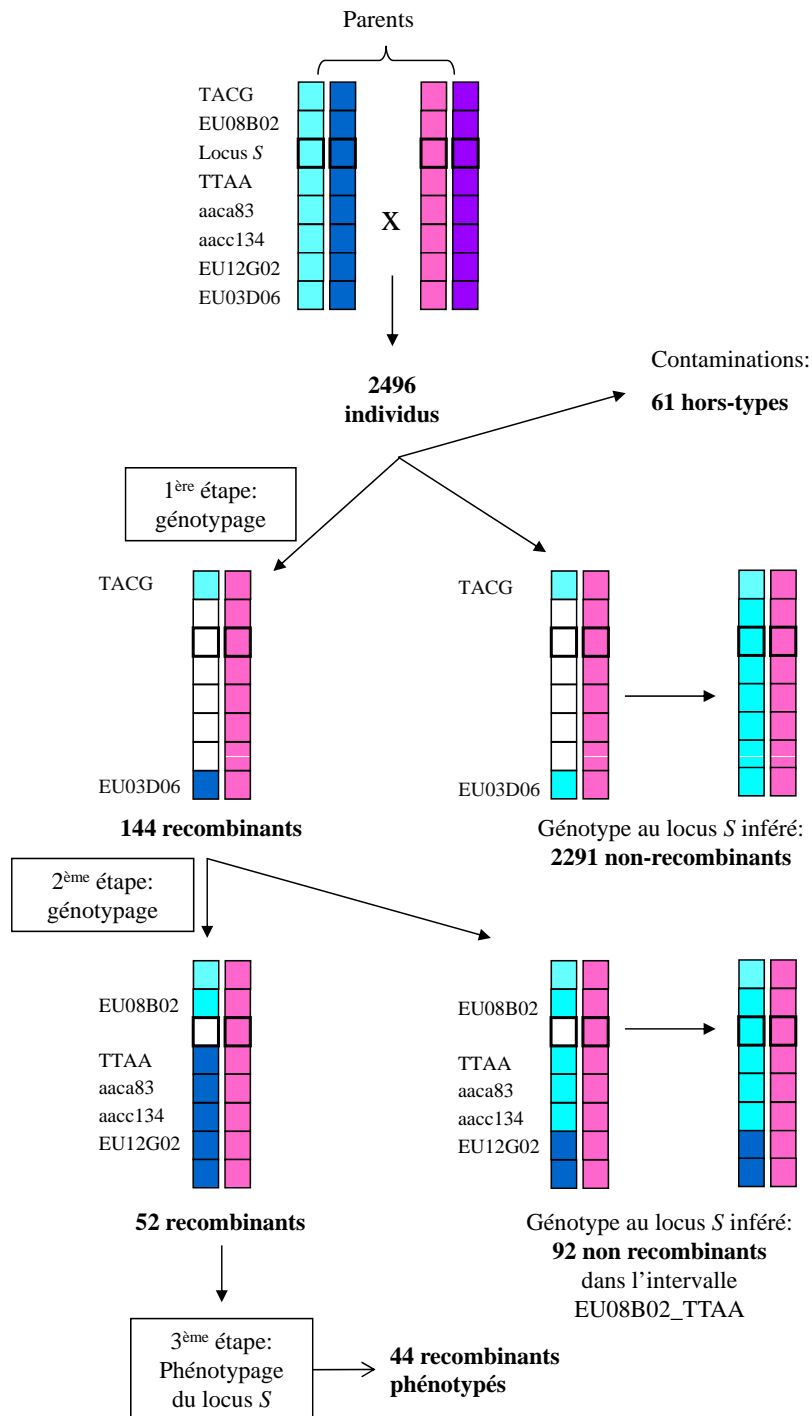 Parents
TACG
EU08B02
Locus S
TTAA
aaca83
aacc134
EU12G02
EU03D06
X
2496
individus
Contaminations:
61 hors-types
1ère étape:
génotypage
TACG
EU03D06
144 recombinants
TACG
EU03D06
Génotype au locus S inféré:
2291 non-recombinants
2ème étape:
génotypage
EU08B02
TTAA
aaca83
aacc134
EU12G02
52 recombinants
EU08B02
TTAA
aaca83
aacc134
EU12G02
Génotype au locus S inféré:
92 non recombinants
dans l'intervalle
EU08B02_TTAA
3ème étape:
Phénotypage
du locus S
44 recombinants
phénotypés